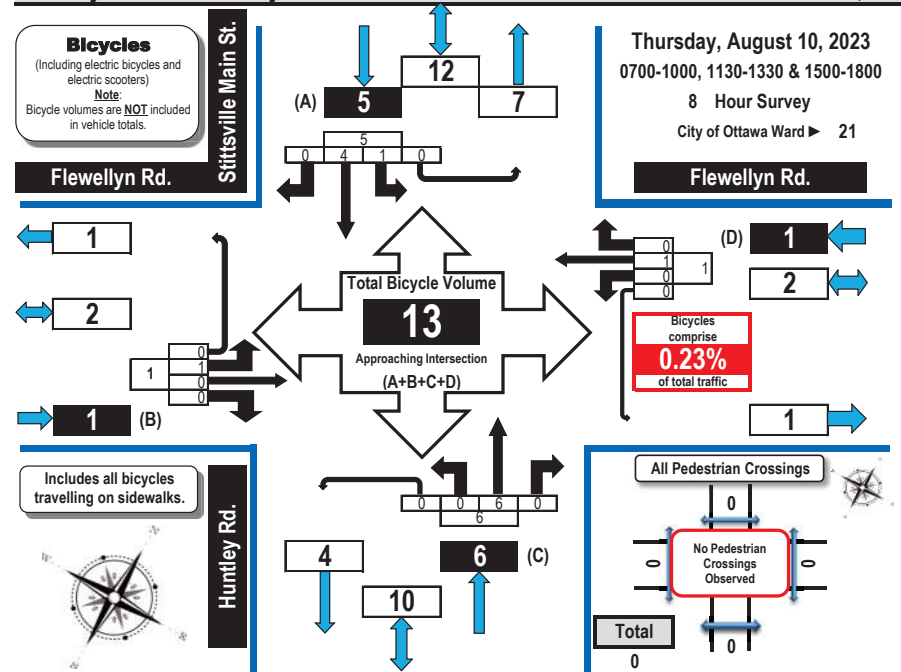 Bicycles
(Including electric bicycles and
electric scooters)
Note:
Bicycle volumes are NOT included
in vehicle totals.
Stittsville Main St.
Flewellyn Rd.
12
(A)
5
7
5
0 4 1 0
Thursday, August 10, 2023
0700-1000, 1130-1330 & 1500-1800
8 Hour Survey
City of Ottawa Ward ► 21
Flewellyn Rd.
1
2
0
1
0
0
1
1
(B)
Total Bicycle Volume
13
Approaching Intersection
(A+B+C+D)
0
1
0
0
1
(D)
1
2
Bicycles
comprise
0.23%
of total traffic
1
Includes all bicycles
travelling on sidewalks.
Huntley Rd.
0 0 6 0
6
4
6
(C)
10
All Pedestrian Crossings
0
0
No Pedestrian
Crossings
Observed
0
0
Total
0